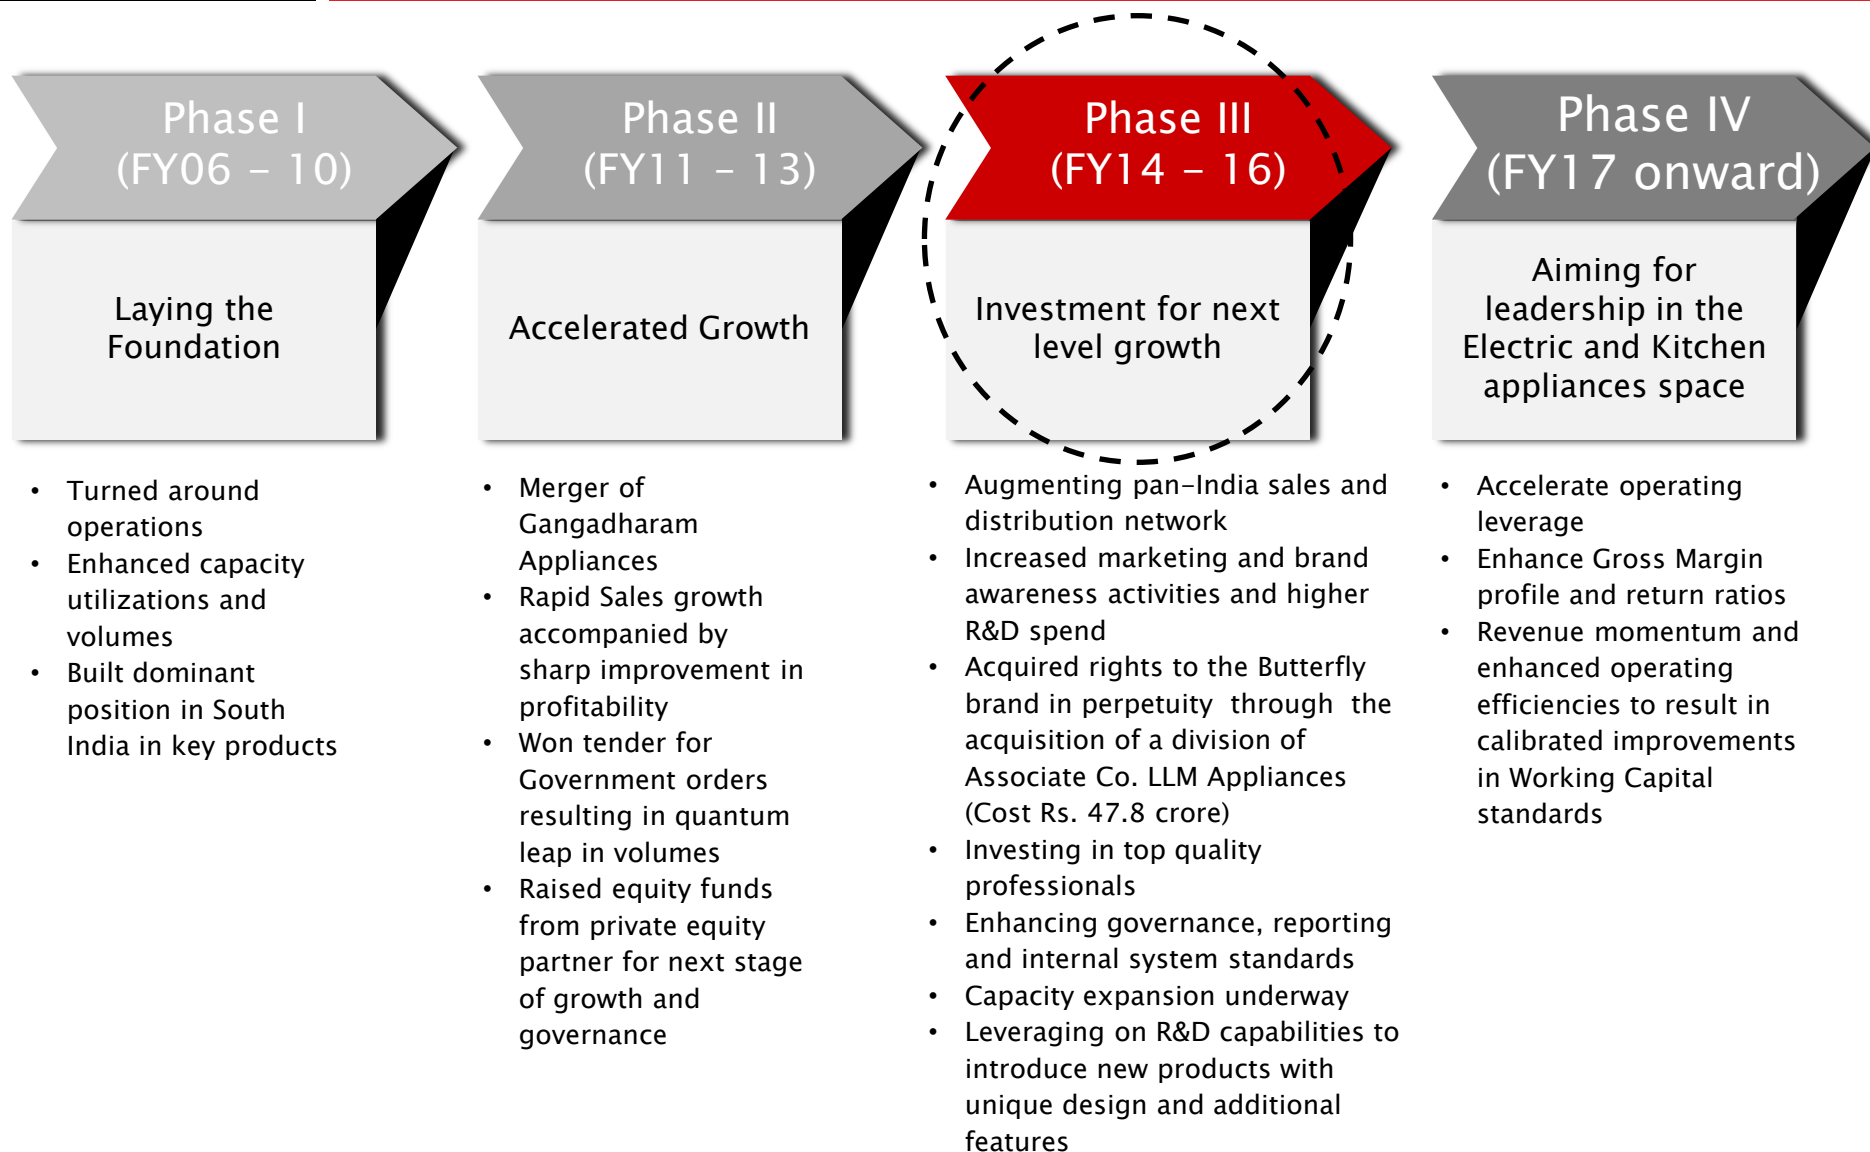 Phase I
(FY06 – 10)
Laying the
Foundation
• Turned around
operations
• Enhanced capacity
utilizations and
volumes
• Built dominant
position in South
India in key products
Phase II
(FY11 – 13)
Accelerated Growth
• Merger of
Gangadharam
Appliances
• Rapid Sales growth
accompanied by
sharp improvement in
profitability
• Won tender for
Government orders
resulting in quantum
leap in volumes
• Raised equity funds
from private equity
partner for next stage
of growth and
governance
Phase III
(FY14 – 16)
Investment for next
level growth
• Augmenting pan-India sales and
distribution network
• Increased marketing and brand
awareness activities and higher
R&D spend
• Acquired rights to the Butterfly
brand in perpetuity through the
acquisition of a division of
Associate Co. LLM Appliances
(Cost Rs. 47.8 crore)
• Investing in top quality
professionals
• Enhancing governance, reporting
and internal system standards
• Capacity expansion underway
• Leveraging on R&D capabilities to
introduce new products with
unique design and additional
features
Phase IV
(FY17 onward)
Aiming for
leadership in the
Electric and Kitchen
appliances space
• Accelerate operating
leverage
• Enhance Gross Margin
profile and return ratios
• Revenue momentum and
enhanced operating
efficiencies to result in
calibrated improvements
in Working Capital
standards